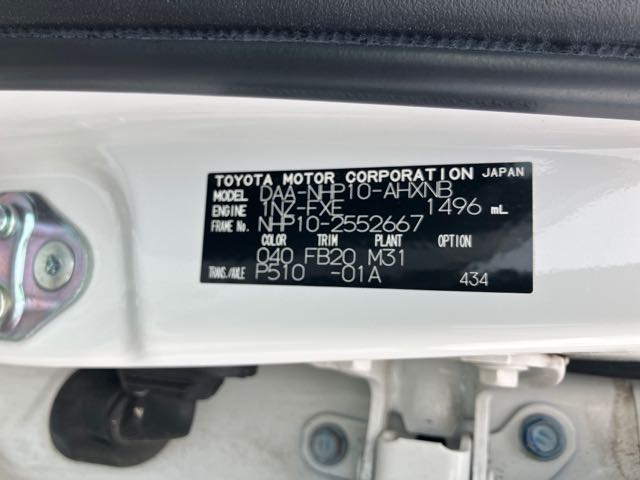 TOYOTA MOTOR CORPORATION JAPAN
MODEL DAA-NHP10-AHXNB
ENGINE 1NZ-FXE 1496 mL
FRAME No. NHP10-2552667
COLOR TRIM PLANT OPTION
040 FB20 M31
TRANS./AXLE P510 -01A 434